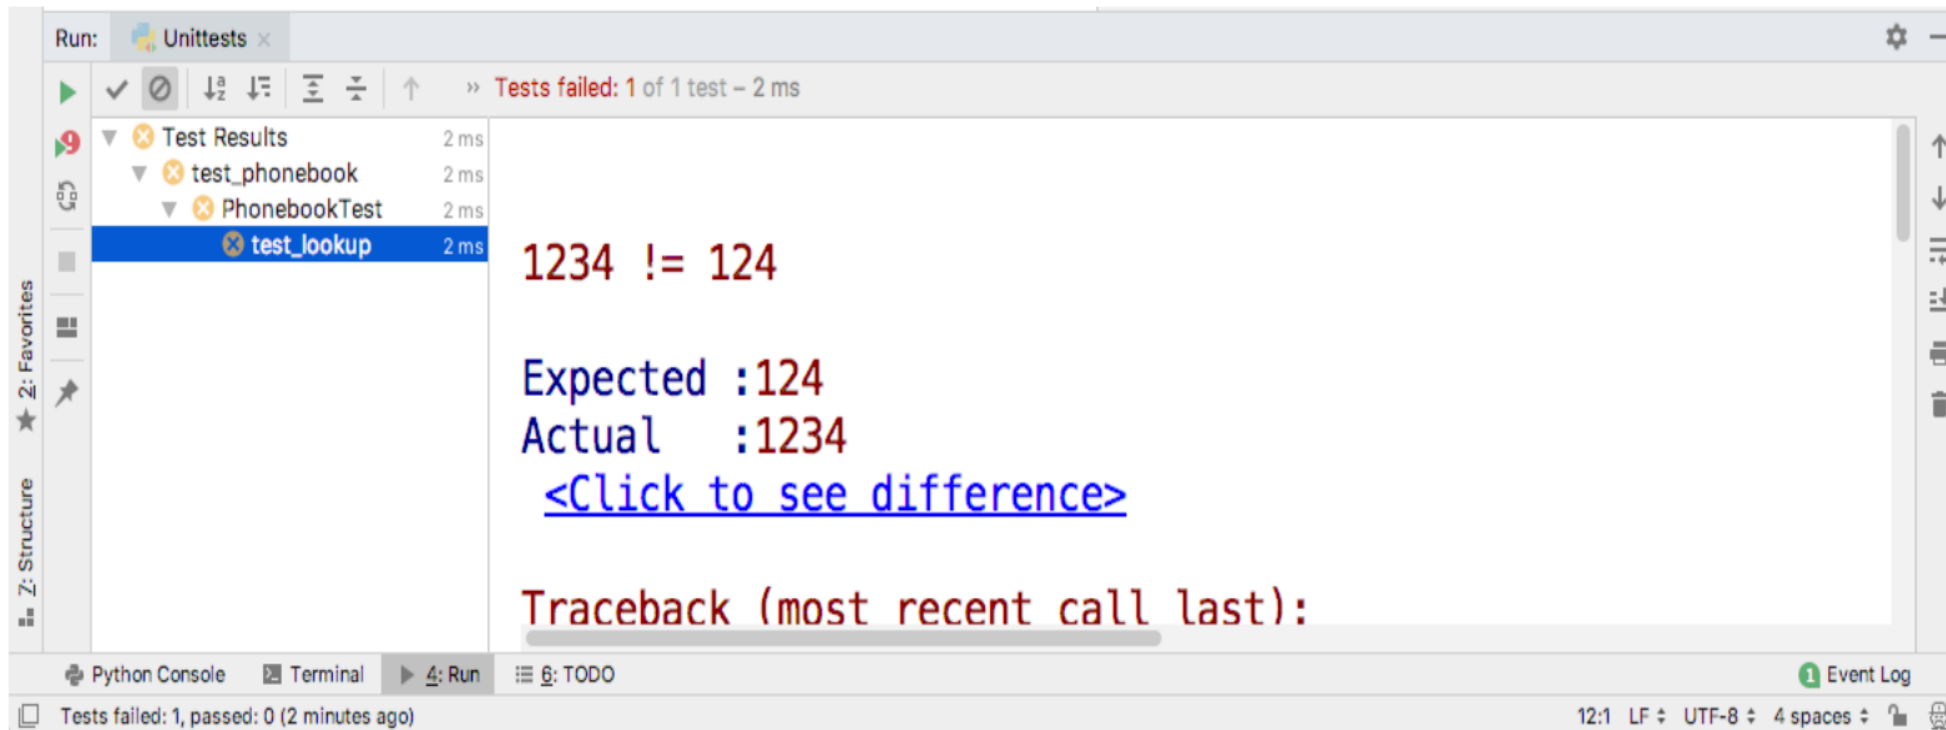 Run: Unittests
» Tests failed: 1 of 1 test – 2 ms
Test Results 2 ms
test_phonebook 2 ms
PhonebookTest 2 ms
test_lookup 2 ms
1234 != 124
Expected :124
Actual :1234
<Click to see difference>
Traceback (most recent call last):
2: Favorites
Z: Structure
Python Console Terminal 4: Run 6: TODO 1 Event Log
Tests failed: 1, passed: 0 (2 minutes ago) 12:1 LF UTF-8 4 spaces